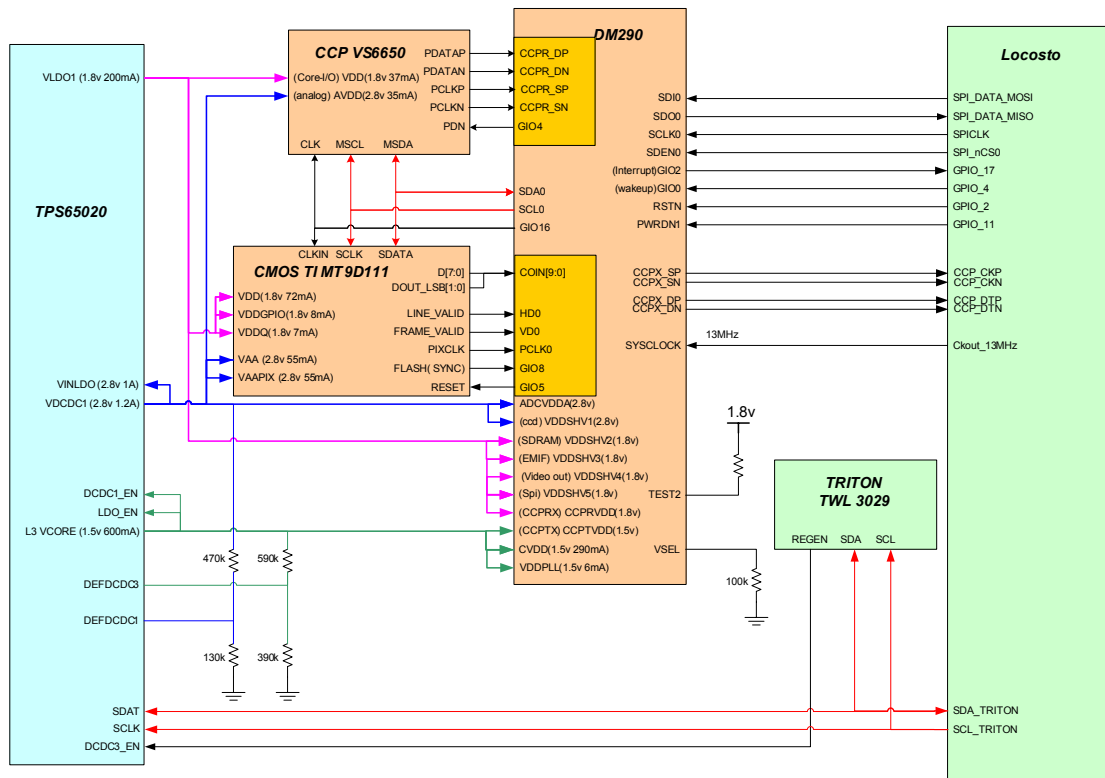 TPS65020
VLDO1 (1.8v 200mA)
VINLDO (2.8v 1A)
VDCDC1 (2.8v 1.2A)
DCDC1_EN
LDO_EN
L3 VCORE (1.5v 600mA)
DEFDCDC3
DEFDCDC1
SDAT
SCLK
DCDC3_EN
470k
590k
130k
390k
CCP VS6650
(Core-I/O) VDD(1.8v 37mA)
(analog) AVDD(2.8v 35mA)
PDATAP
PDATAN
PCLKP
PCLKN
PDN
CLK
MSCL
MSDA
CLKIN
SCLK
SDATA
CMOS TI MT9D111
D[7:0]
DOUT_LSB[1:0]
VDD(1.8v 72mA)
VDDGPIO(1.8v 8mA)
VDDQ(1.8v 7mA)
VAA (2.8v 55mA)
VAAPIX (2.8v 55mA)
LINE_VALID
FRAME_VALID
PIXCLK
FLASH( SYNC)
RESET
DM290
CCPR_DP
CCPR_DN
CCPR_SP
CCPR_SN
GIO4
SDA0
SCL0
GIO16
COIN[9:0]
HD0
VD0
PCLK0
GIO8
GIO5
ADCVDDA(2.8v)
(ccd) VDDSHV1(2.8v)
(SDRAM) VDDSHV2(1.8v)
(EMIF) VDDSHV3(1.8v)
(Video out) VDDSHV4(1.8v)
(Spi) VDDSHV5(1.8v)
(CCPRX) CCPRVDD(1.8v)
(CCPTX) CCPTVDD(1.5v)
CVDD(1.5v 290mA)
VDDPLL(1.5v 6mA)
SDI0
SDO0
SCLK0
SDEN0
(Interrupt)GIO2
(wakeup)GIO0
RSTN
PWRDN1
CCPX_SP
CCPX_SN
CCPX_DP
CCPX_DN
SYSCLOCK
13MHz
TEST2
VSEL
1.8v
100k
TRITON
TWL 3029
REGEN
SDA
SCL
Locosto
SPI_DATA_MOSI
SPI_DATA_MISO
SPICLK
SPI_nCS0
GPIO_17
GPIO_4
GPIO_2
GPIO_11
CCP_CKP
CCP_CKN
CCP_DTP
CCP_DTN
Ckout_13MHz
SDA_TRITON
SCL_TRITON